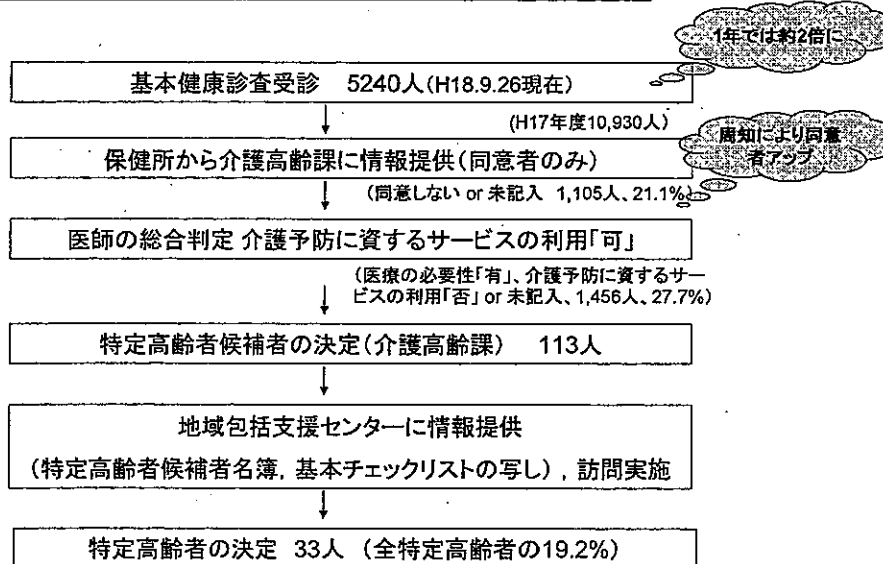 1年では約2倍に
基本健康診査受診 5240人(H18.9.26現在)
(H17年度10,930人)
周知により同意
者アップ
保健所から介護高齢課に情報提供(同意者のみ)
(同意しない or 未記入 1,105人、21.1%)
医師の総合判定 介護予防に資するサービスの利用「可」
(医療の必要性「有」、介護予防に資するサー
ビスの利用「否」or 未記入、1,456人、27.7%)
特定高齢者候補者の決定(介護高齢課) 113人
地域包括支援センターに情報提供
(特定高齢者候補者名簿, 基本チェックリストの写し) , 訪問実施
特定高齢者の決定 33人 (全特定高齢者の19.2%)